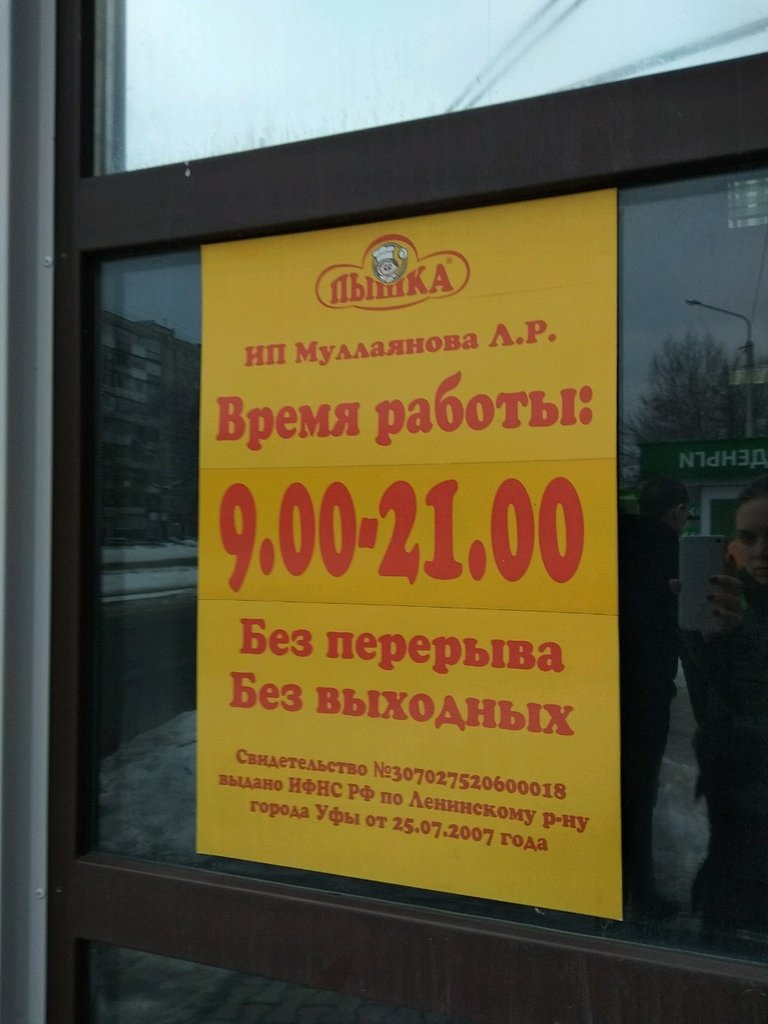 ПЫШКА
ИП Муллаянова Л.Р.
Время работы:
9.00-21.00
Без перерыва
Без выходных
Свидетельство №307027520600018
выдано ИФНС РФ по Ленинскому р-ну
города Уфы от 25.07.2007 года
ДЕНЬГИ